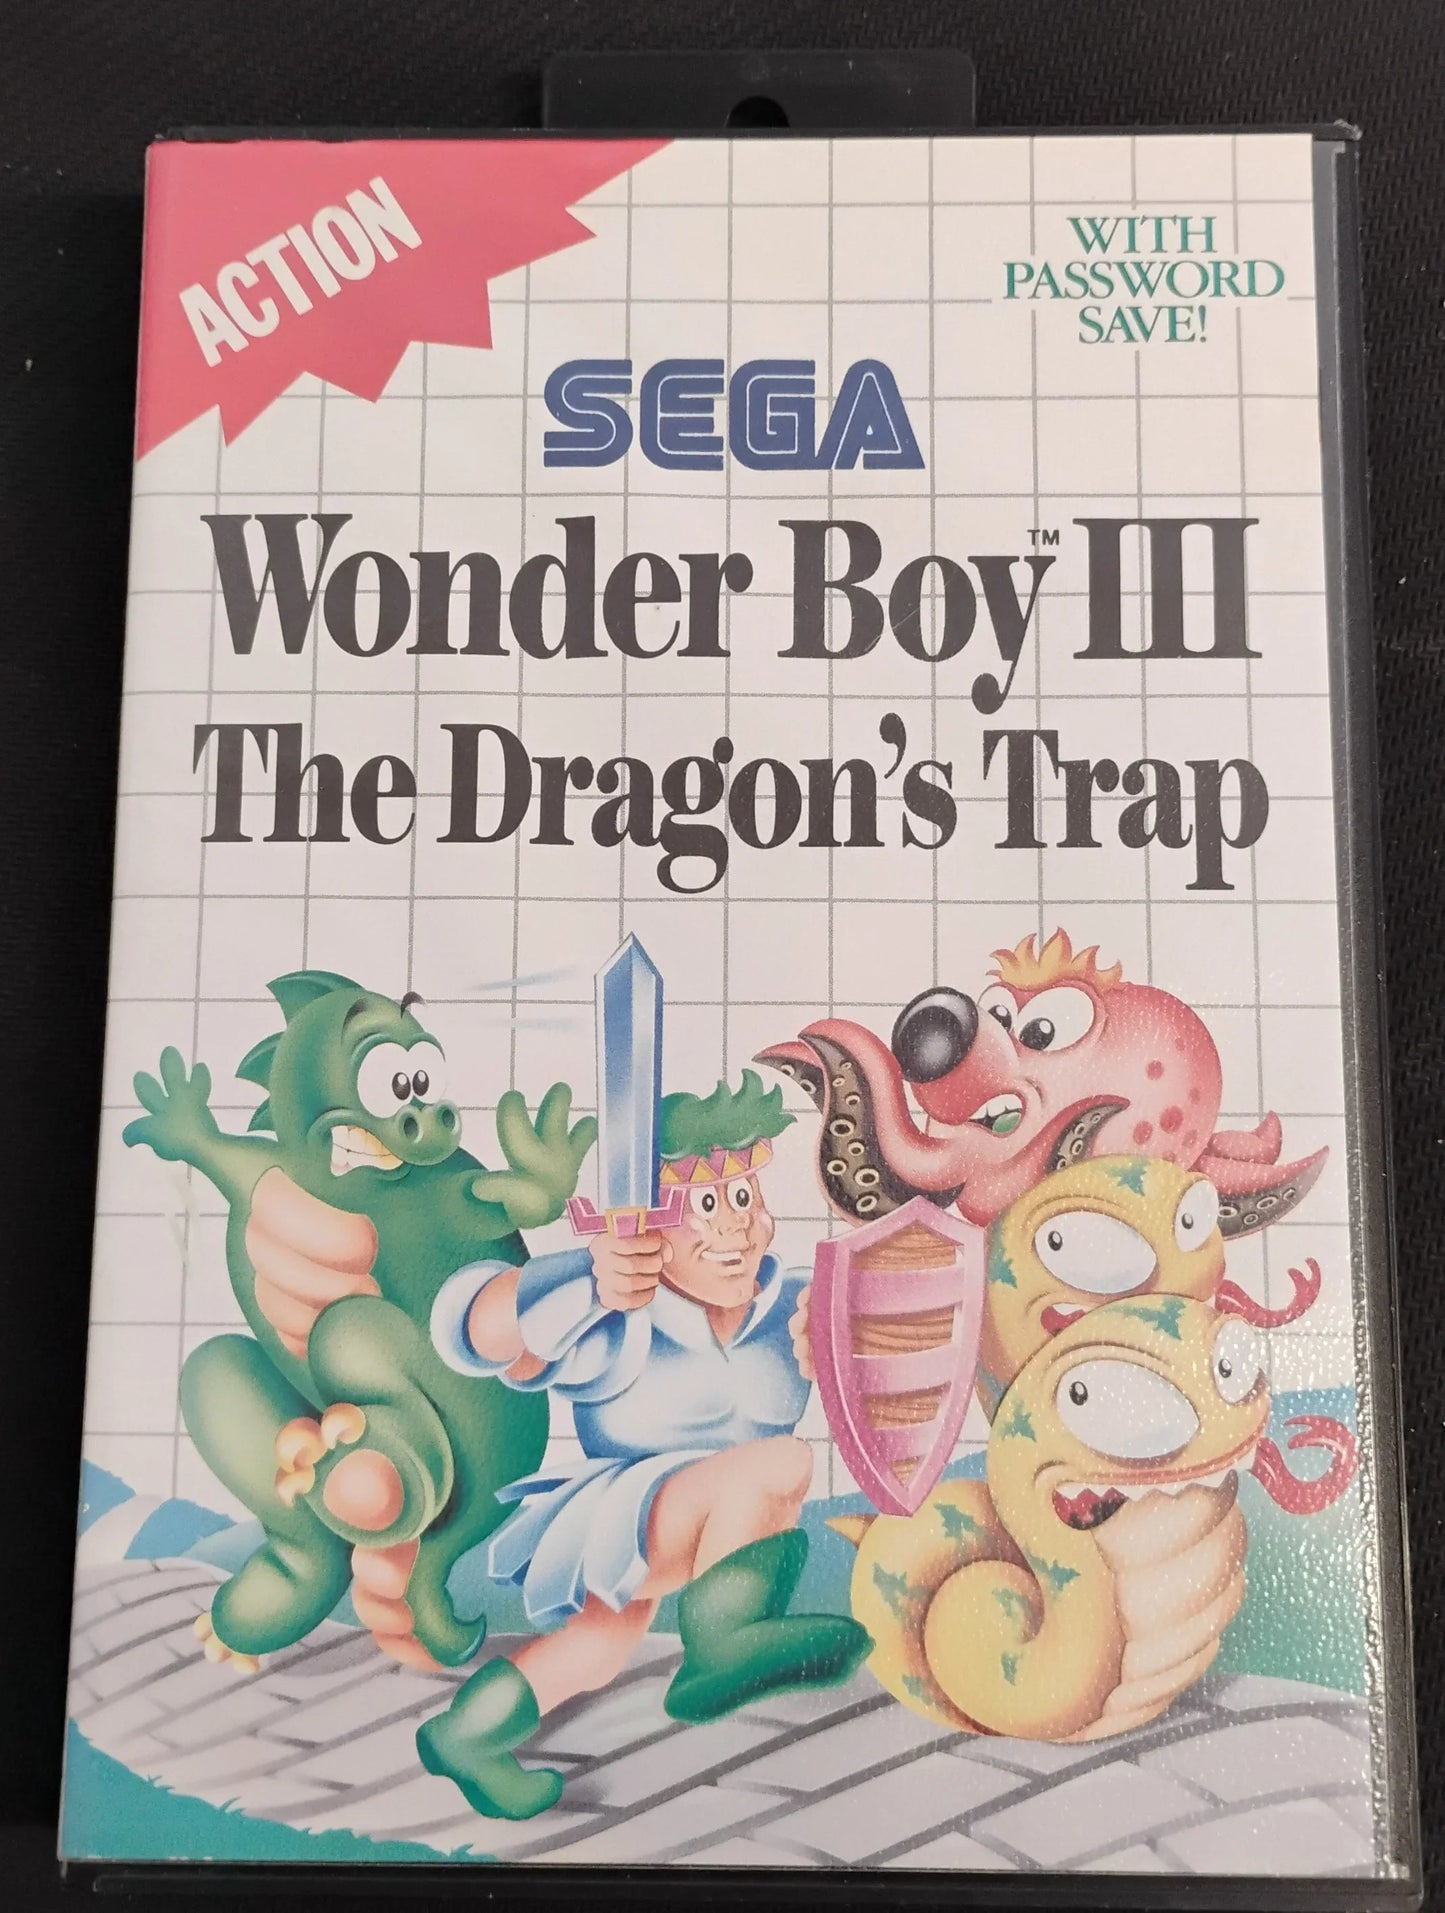 ACTION
WITH
PASSWORD
SAVE!
SEGA
Wonder Boy™ III
The Dragon's Trap